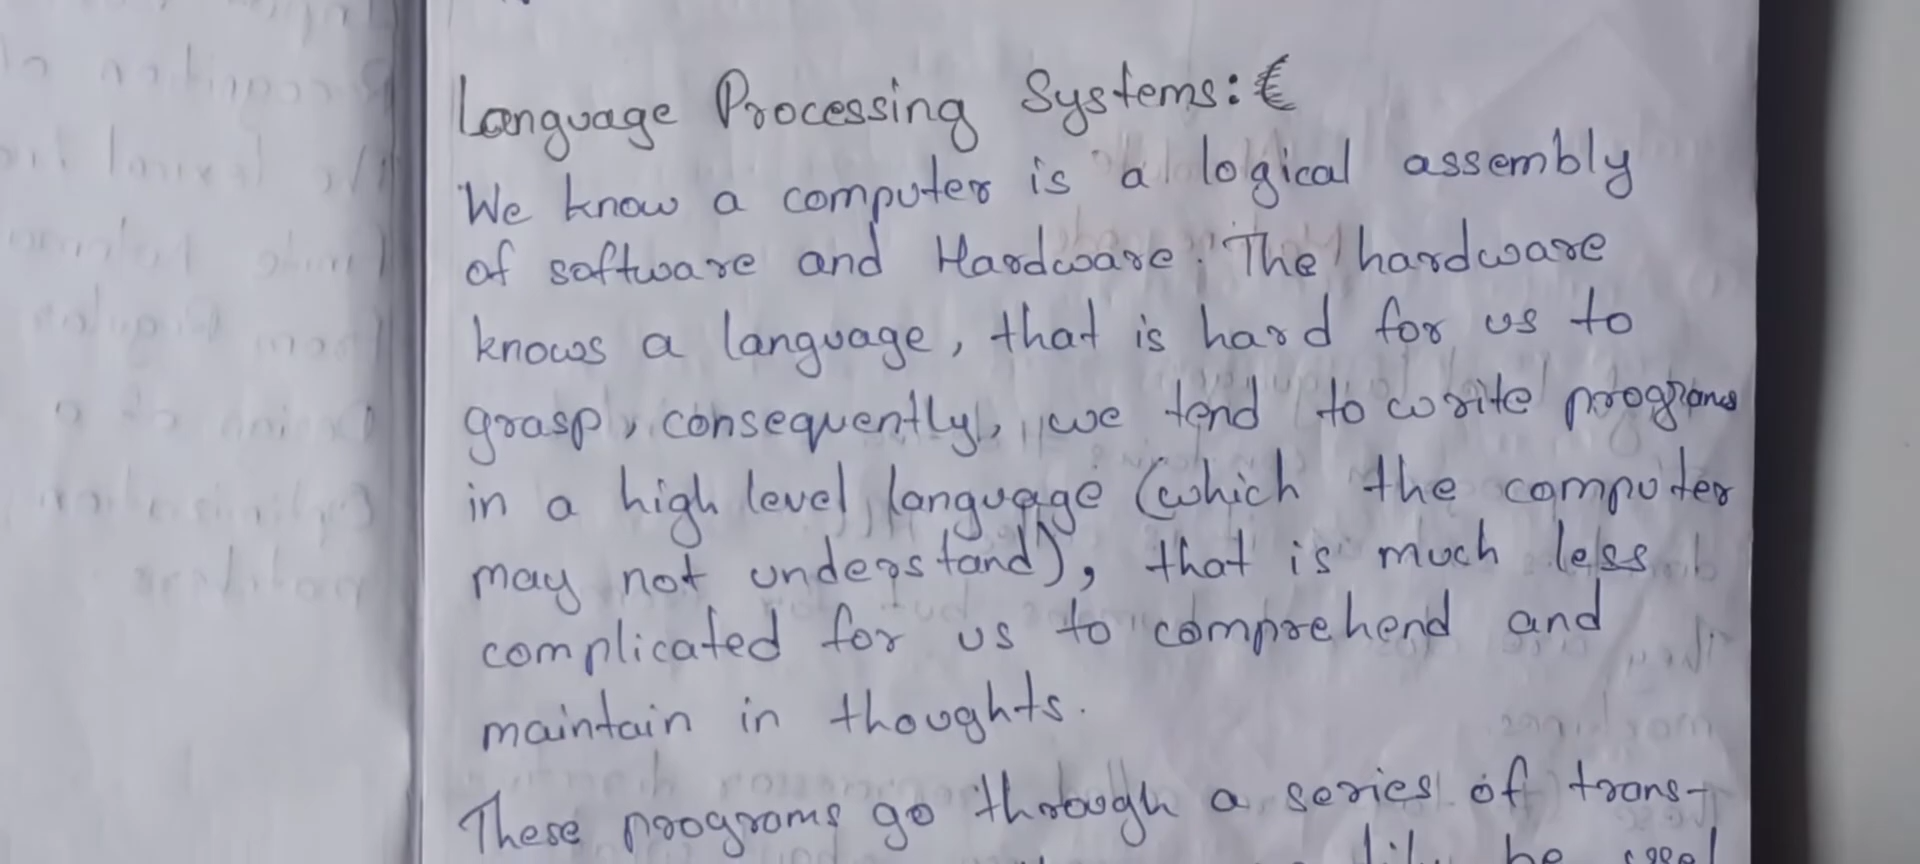 Language Processing Systems: €
We know a computer is a logical assembly
of software and Hardware. The hardware
knows a language, that is hard for us to
grasp, consequently, we tend to write programs
in a high level language (which the computer
may not understand), that is much less
complicated for us to comprehend and
maintain in thoughts.
These programs go through a series of trans-
be